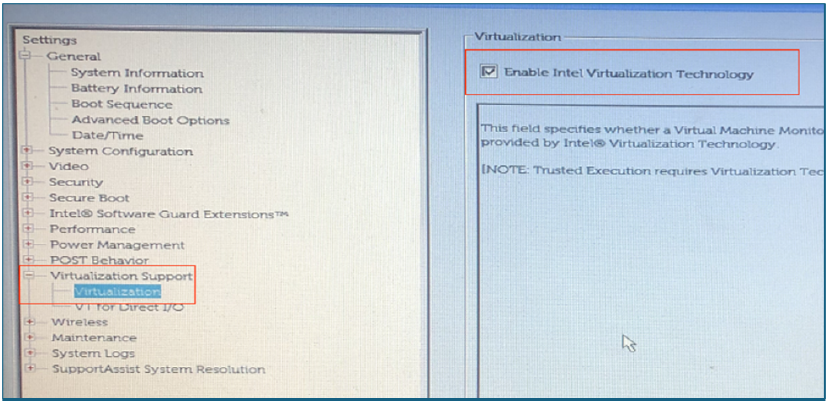 Settings
General
System Information
Battery Information
Boot Sequence
Advanced Boot Options
Date/Time
System Configuration
Video
Security
Secure Boot
Intel® Software Guard Extensions™
Performance
Power Management
POST Behavior
Virtualization Support
Virtualization
VT for Direct I/O
Wireless
Maintenance
System Logs
SupportAssist System Resolution
Virtualization
Enable Intel Virtualization Technology
This field specifies whether a Virtual Machine Monito
provided by Intel® Virtualization Technology.
[NOTE: Trusted Execution requires Virtualization Tec